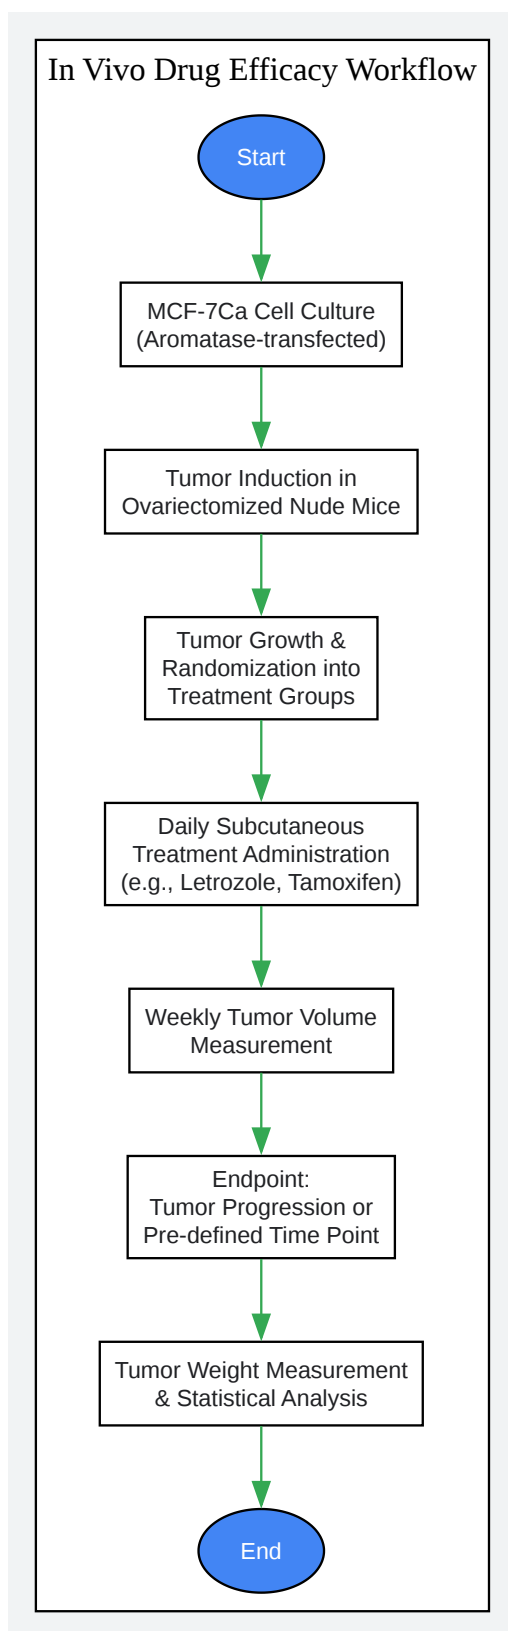 In Vivo Drug Efficacy Workflow
Start
MCF-7Ca Cell Culture
(Aromatase-transfected)
Tumor Induction in
Ovariectomized Nude Mice
Tumor Growth &
Randomization into
Treatment Groups
Daily Subcutaneous
Treatment Administration
(e.g., Letrozole, Tamoxifen)
Weekly Tumor Volume
Measurement
Endpoint:
Tumor Progression or
Pre-defined Time Point
Tumor Weight Measurement
& Statistical Analysis
End